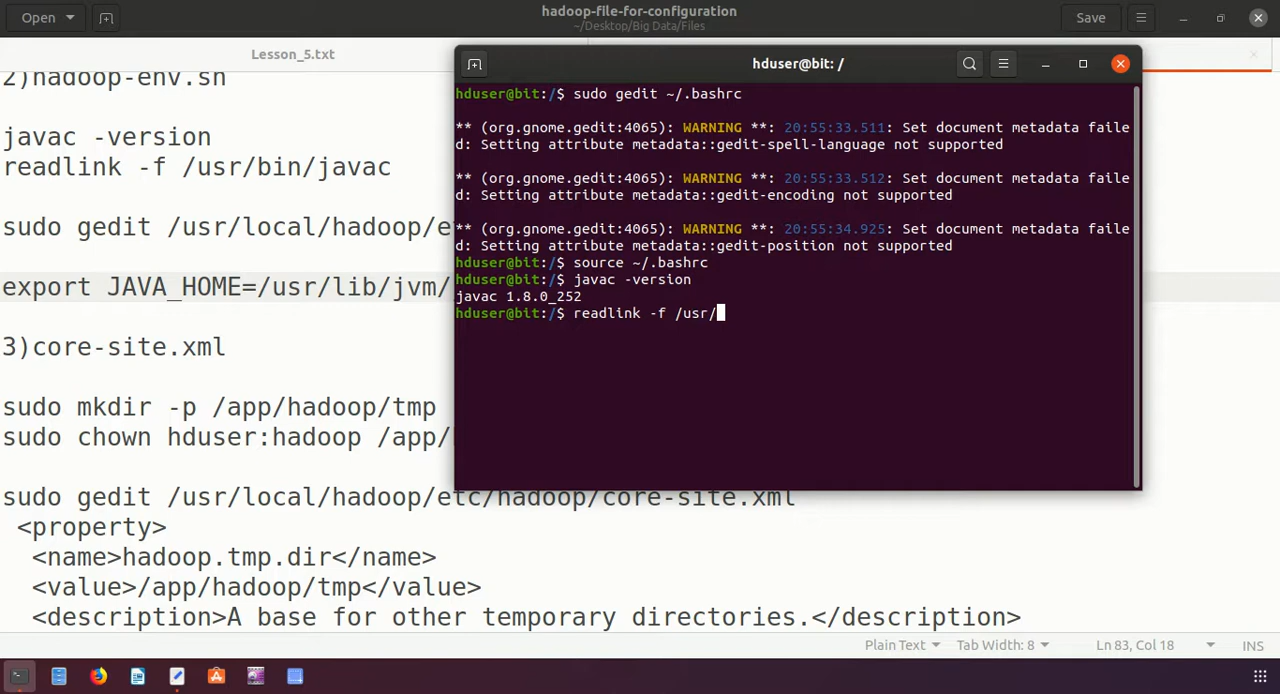 Open
hadoop-file-for-configuration
~/Desktop/Big Data/Files
Save
Lesson_5.txt
2)hadoop-env.sh
javac -version
readlink -f /usr/bin/javac
sudo gedit /usr/local/hadoop/e
export JAVA_HOME=/usr/lib/jvm/
3)core-site.xml
sudo mkdir -p /app/hadoop/tmp
sudo chown hduser:hadoop /app/
sudo gedit /usr/local/hadoop/etc/hadoop/core-site.xml
<property>
<name>hadoop.tmp.dir</name>
<value>/app/hadoop/tmp</value>
<description>A base for other temporary directories.</description>
hduser@bit: /
hduser@bit:/$ sudo gedit ~/.bashrc
** (org.gnome.gedit:4065): WARNING **: 20:55:33.511: Set document metadata faile
d: Setting attribute metadata::gedit-spell-language not supported
** (org.gnome.gedit:4065): WARNING **: 20:55:33.512: Set document metadata faile
d: Setting attribute metadata::gedit-encoding not supported
** (org.gnome.gedit:4065): WARNING **: 20:55:34.925: Set document metadata faile
d: Setting attribute metadata::gedit-position not supported
hduser@bit:/$ source ~/.bashrc
hduser@bit:/$ javac -version
javac 1.8.0_252
hduser@bit:/$ readlink -f /usr/
Plain Text
Tab Width: 8
Ln 83, Col 18
INS